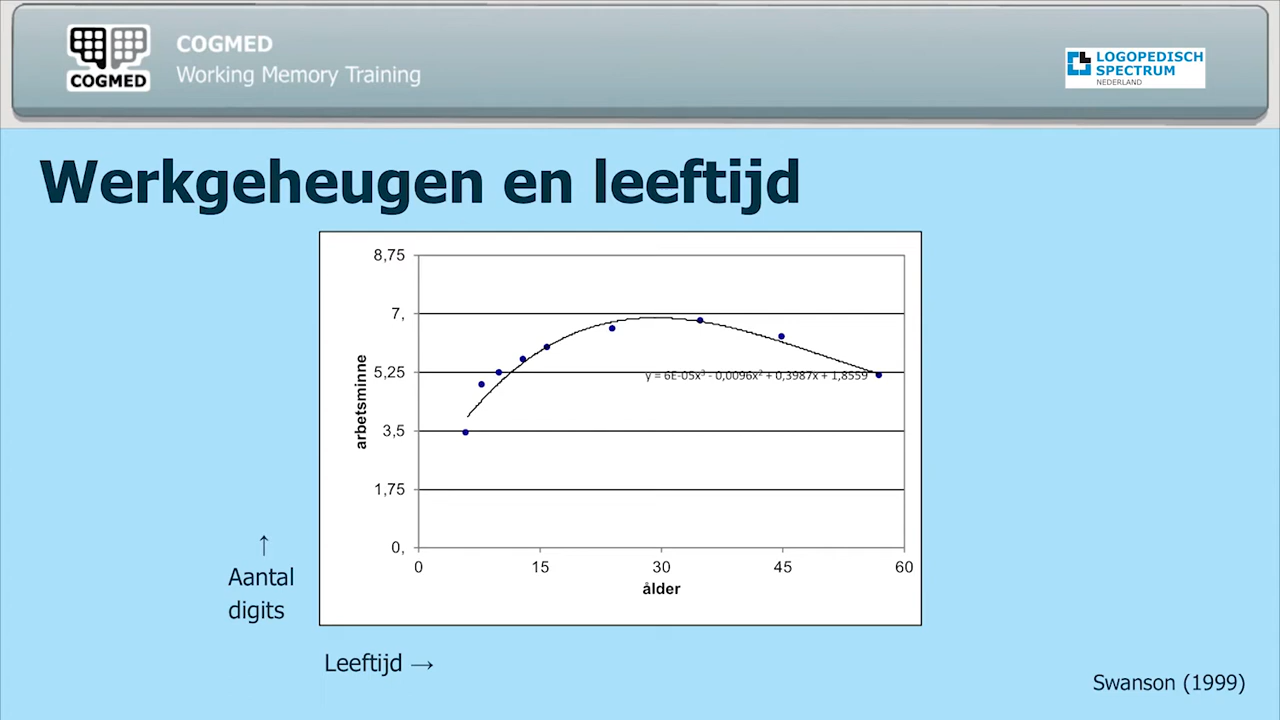 COGMED
COGMED
Working Memory Training
LOGOPEDISCH
SPECTRUM
NEDERLAND
Werkgeheugen en leeftijd
8,75
7,
5,25
3,5
1,75
0,
arbetsminne
y = 6E-05x³ - 0,0096x² + 0,3987x + 1,8559
0 15 30 45 60
ålder
↑
Aantal
digits
Leeftijd →
Swanson (1999)